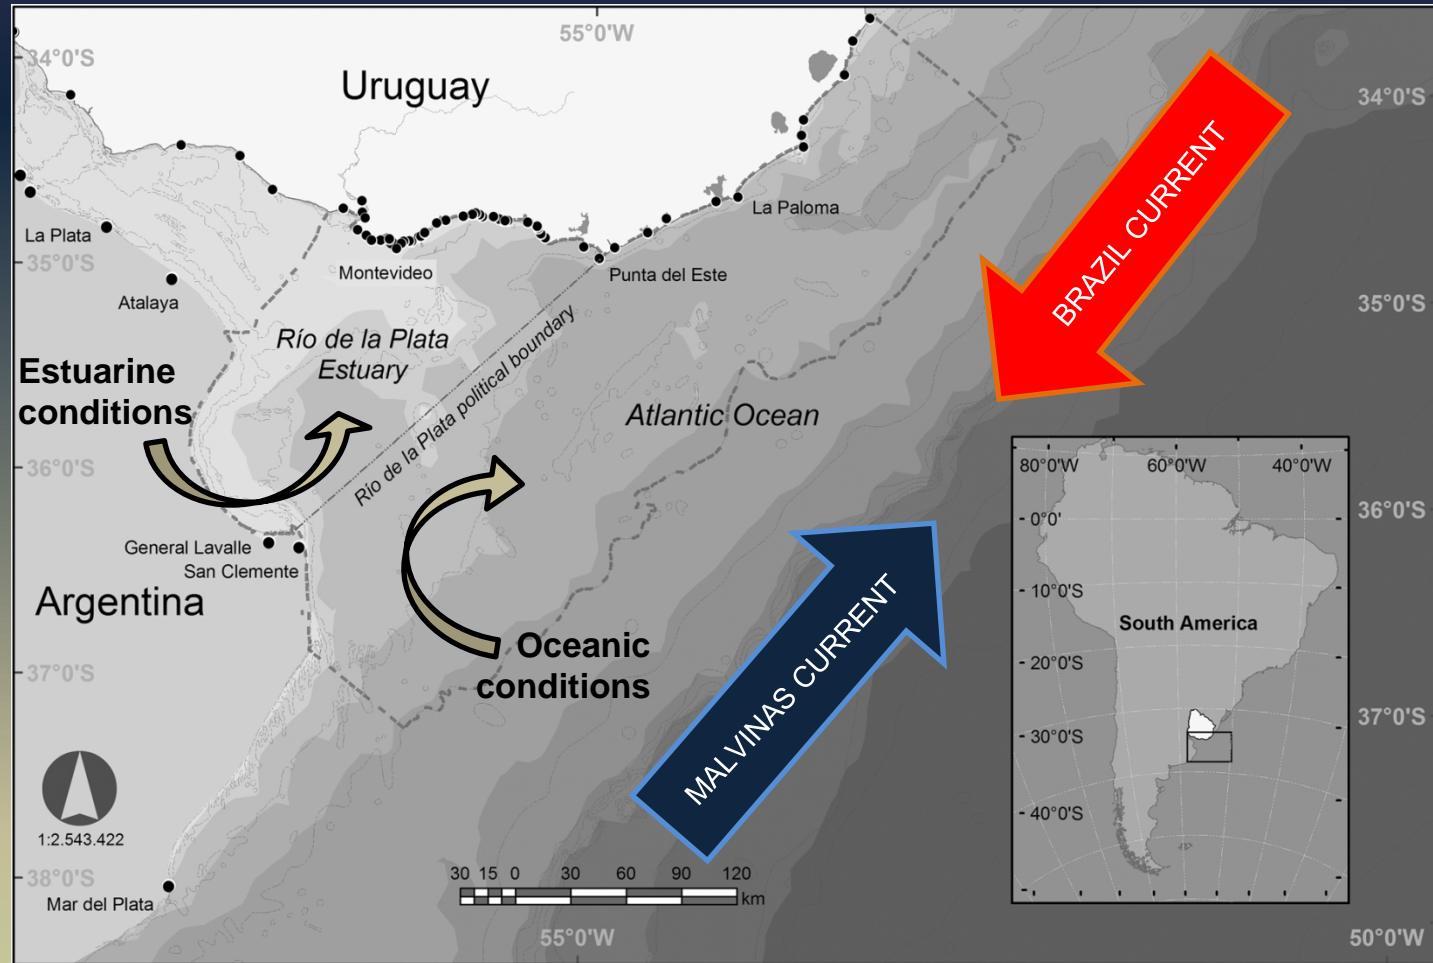 55°0'W
34°0'S
Uruguay
34°0'S
BRAZIL CURRENT
La Paloma
La Plata
35°0'S
Montevideo
Punta del Este
Atalaya
35°0'S
Río de la Plata
Estuary
Río de la Plata political boundary
Estuarine
conditions
Atlantic Ocean
36°0'S
36°0'S
General Lavalle
San Clemente
Argentina
MALVINAS CURRENT
Oceanic
conditions
37°0'S
37°0'S
80°0'W 60°0'W 40°0'W
0°0'
10°0'S
South America
20°0'S
30°0'S
40°0'S
1:2.543.422
38°0'S
Mar del Plata
30 15 0 30 60 90 120
km
55°0'W
50°0'W